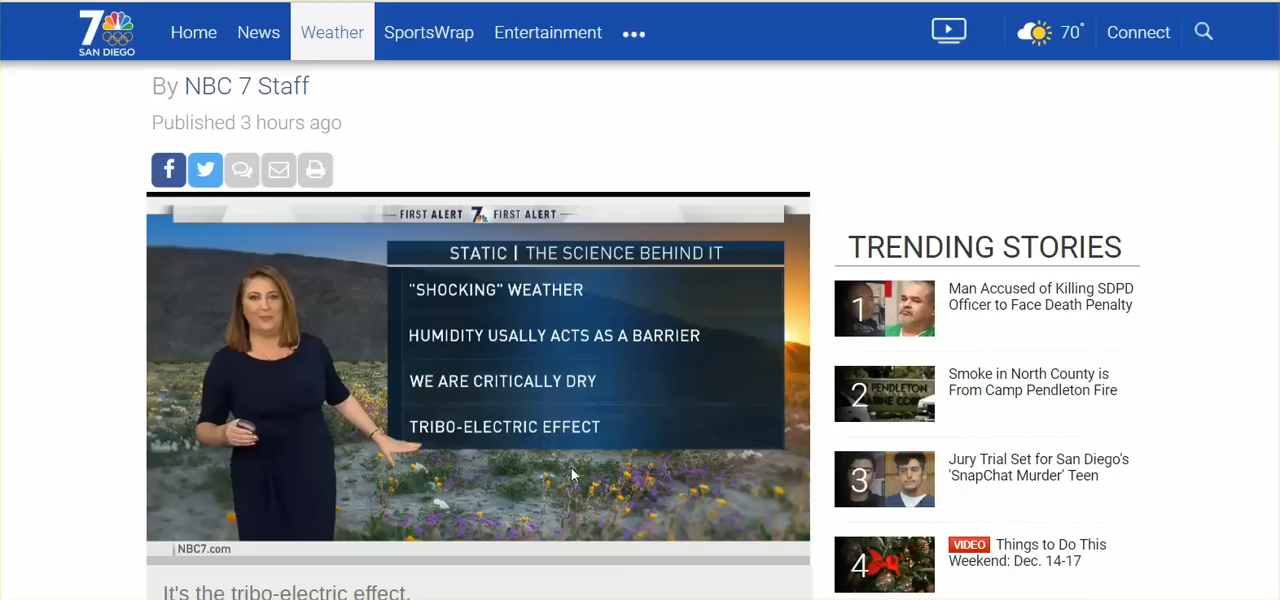 7
SAN DIEGO
Home News Weather SportsWrap Entertainment ••• 70° Connect
By NBC 7 Staff
Published 3 hours ago
FIRST ALERT 7 FIRST ALERT
STATIC | THE SCIENCE BEHIND IT
"SHOCKING" WEATHER
HUMIDITY USALLY ACTS AS A BARRIER
WE ARE CRITICALLY DRY
TRIBO-ELECTRIC EFFECT
NBC7.com
It's the tribo-electric effect.
TRENDING STORIES
1
Man Accused of Killing SDPD
Officer to Face Death Penalty
2
PENDLETON
Smoke in North County is
From Camp Pendleton Fire
3
Jury Trial Set for San Diego's
'SnapChat Murder' Teen
4
VIDEO Things to Do This
Weekend: Dec. 14-17